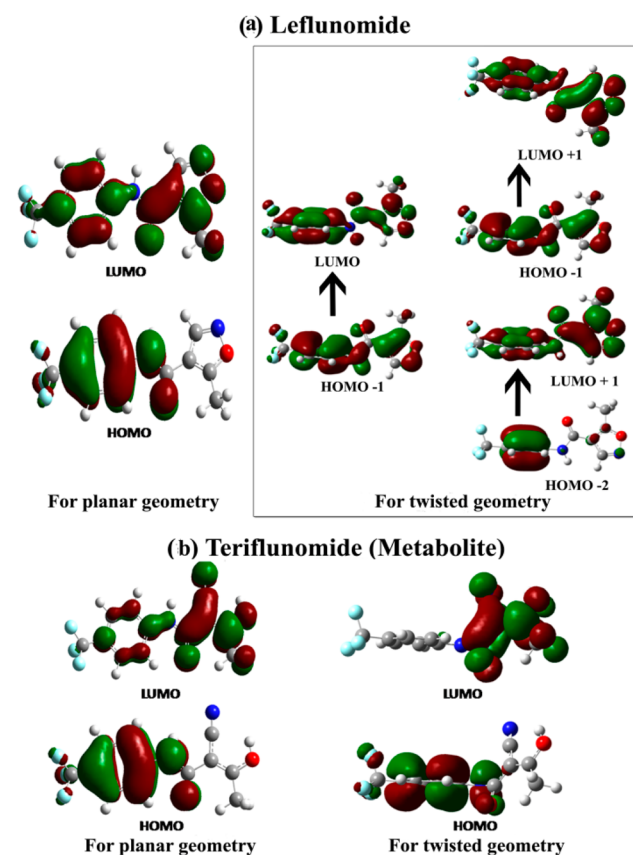 (a) Leflunomide
LUMO +1
LUMO
LUMO
HOMO -1
HOMO -1
LUMO + 1
HOMO
HOMO -2
For planar geometry
For twisted geometry
(b) Teriflunomide (Metabolite)
LUMO
LUMO
HOMO
HOMO
For planar geometry
For twisted geometry